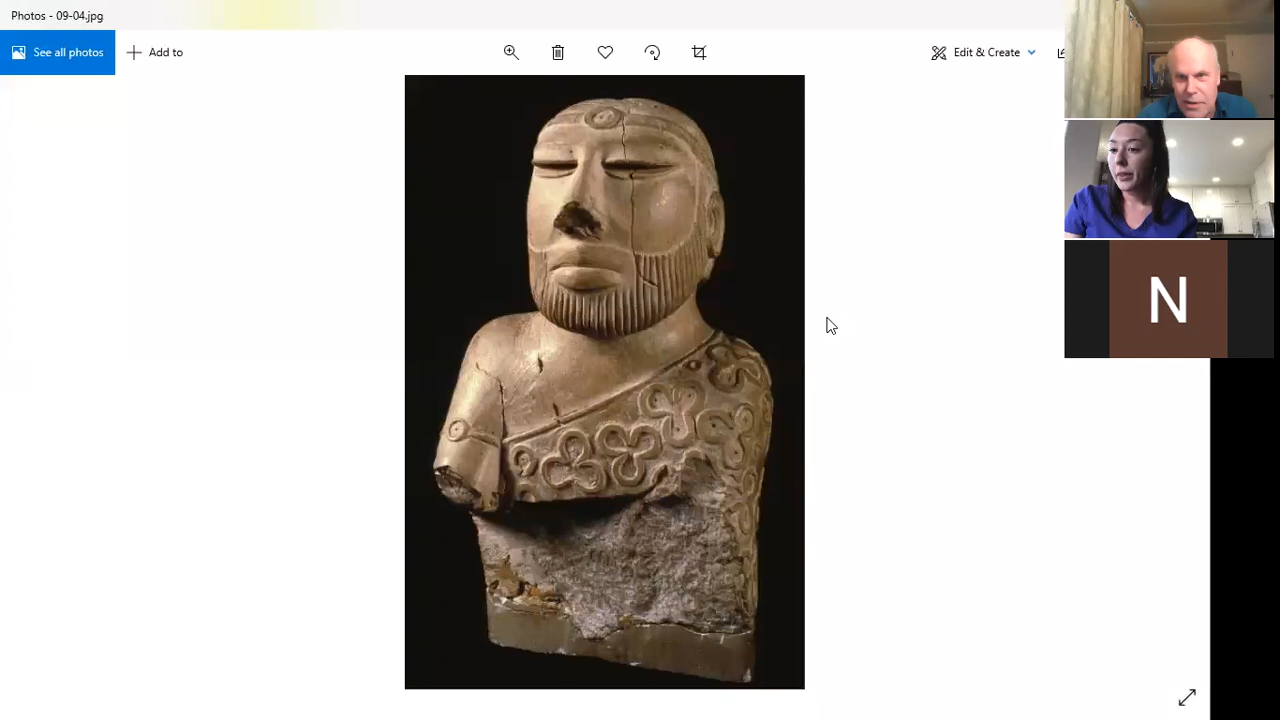 Photos - 09-04.jpg
See all photos
Add to
Edit & Create
N